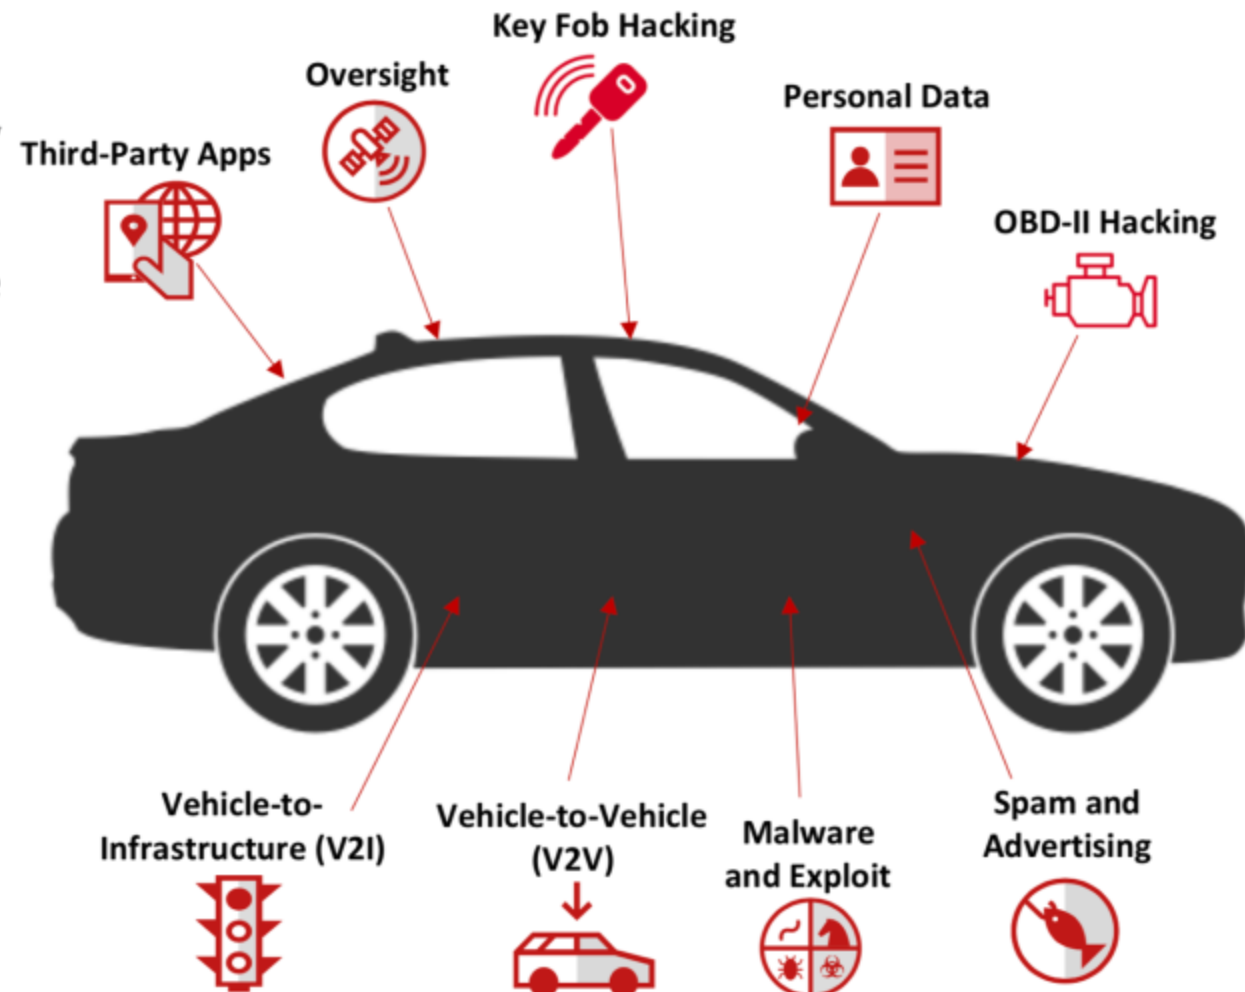 Key Fob Hacking
Oversight
Personal Data
Third-Party Apps
OBD-II Hacking
Vehicle-to-
Infrastructure (V2I)
Vehicle-to-Vehicle
(V2V)
Malware
and Exploit
Spam and
Advertising